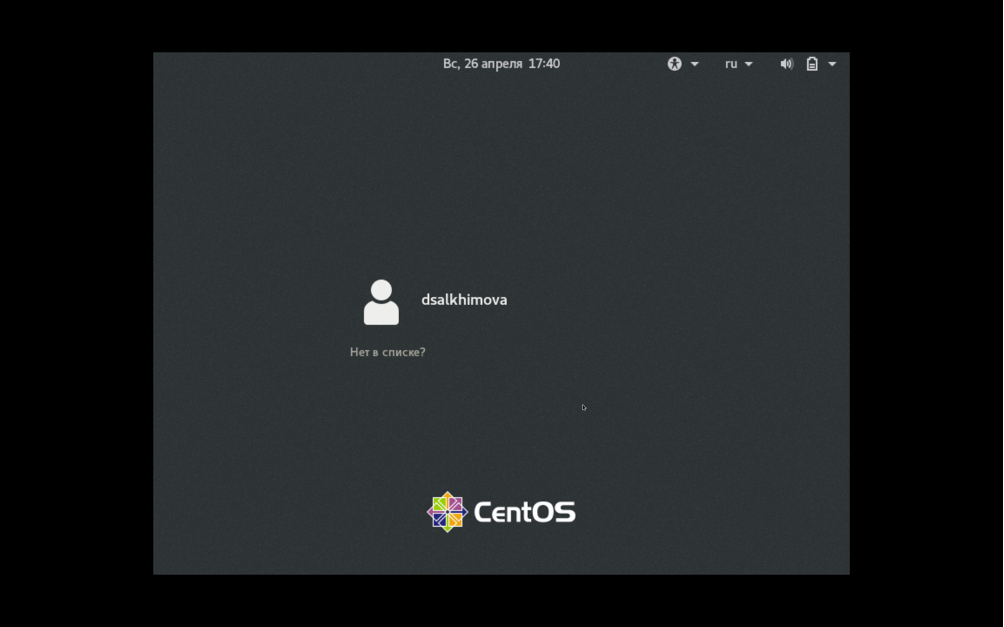 Вс, 26 апреля 17:40
ru
dsalkhimova
Нет в списке?
CentOS